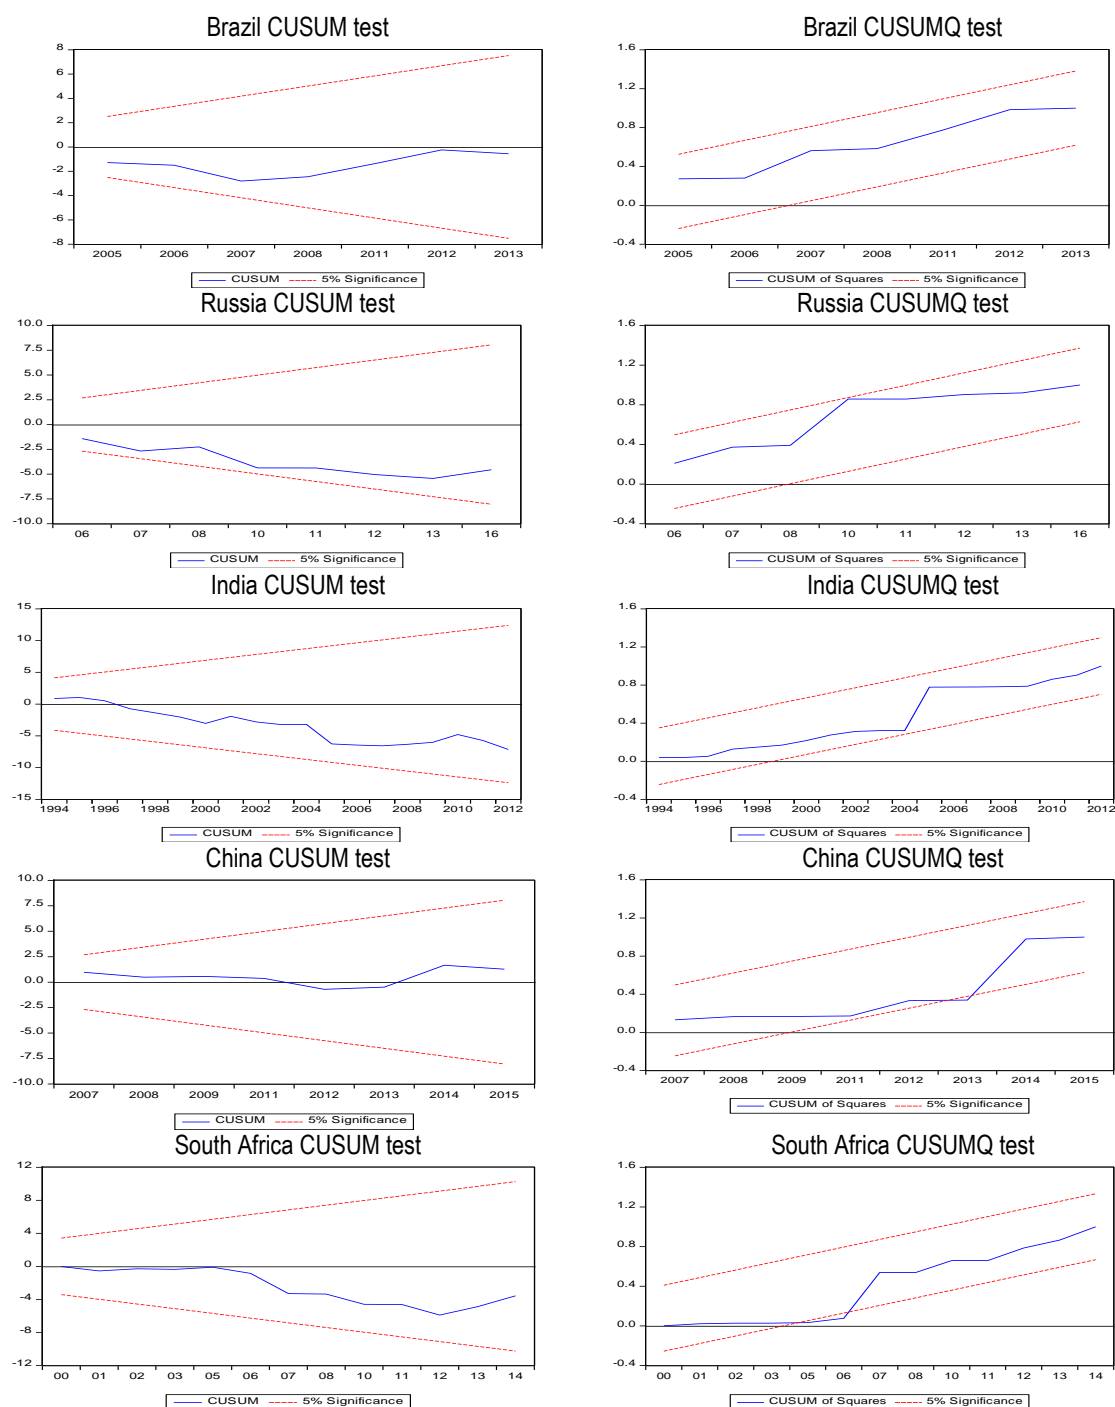 Brazil CUSUM test
8
6
4
2
0
-2
-4
-6
-8
2005 2006 2007 2008 2011 2012 2013
CUSUM 5% Significance
Brazil CUSUMQ test
1.6
1.2
0.8
0.4
0.0
-0.4
2005 2006 2007 2008 2011 2012 2013
CUSUM of Squares 5% Significance
Russia CUSUM test
10.0
7.5
5.0
2.5
0.0
-2.5
-5.0
-7.5
-10.0
06 07 08 10 11 12 13 16
CUSUM 5% Significance
Russia CUSUMQ test
1.6
1.2
0.8
0.4
0.0
-0.4
06 07 08 10 11 12 13 16
CUSUM of Squares 5% Significance
India CUSUM test
15
10
5
0
-5
-10
-15
1994 1996 1998 2000 2002 2004 2006 2010 2012
CUSUM 5% Significance
India CUSUMQ test
1.6
1.2
0.8
0.4
0.0
-0.4
1994 1996 1998 2000 2002 2004 2006 2010 2012
CUSUM of Squares 5% Significance
China CUSUM test
10.0
7.5
5.0
2.5
0.0
-2.5
-5.0
-7.5
-10.0
2007 2008 2009 2011 2012 2013 2014 2015
CUSUM 5% Significance
China CUSUMQ test
1.6
1.2
0.8
0.4
0.0
-0.4
2007 2008 2009 2011 2012 2013 2014 2015
CUSUM of Squares 5% Significance
South Africa CUSUM test
12
8
4
0
-4
-8
-12
00 01 02 03 05 06 07 08 10 11 12 13 14
CUSUM 5% Significance
South Africa CUSUMQ test
1.6
1.2
0.8
0.4
0.0
-0.4
00 01 02 03 05 06 07 08 10 11 12 13 14
CUSUM of Squares 5% Significance